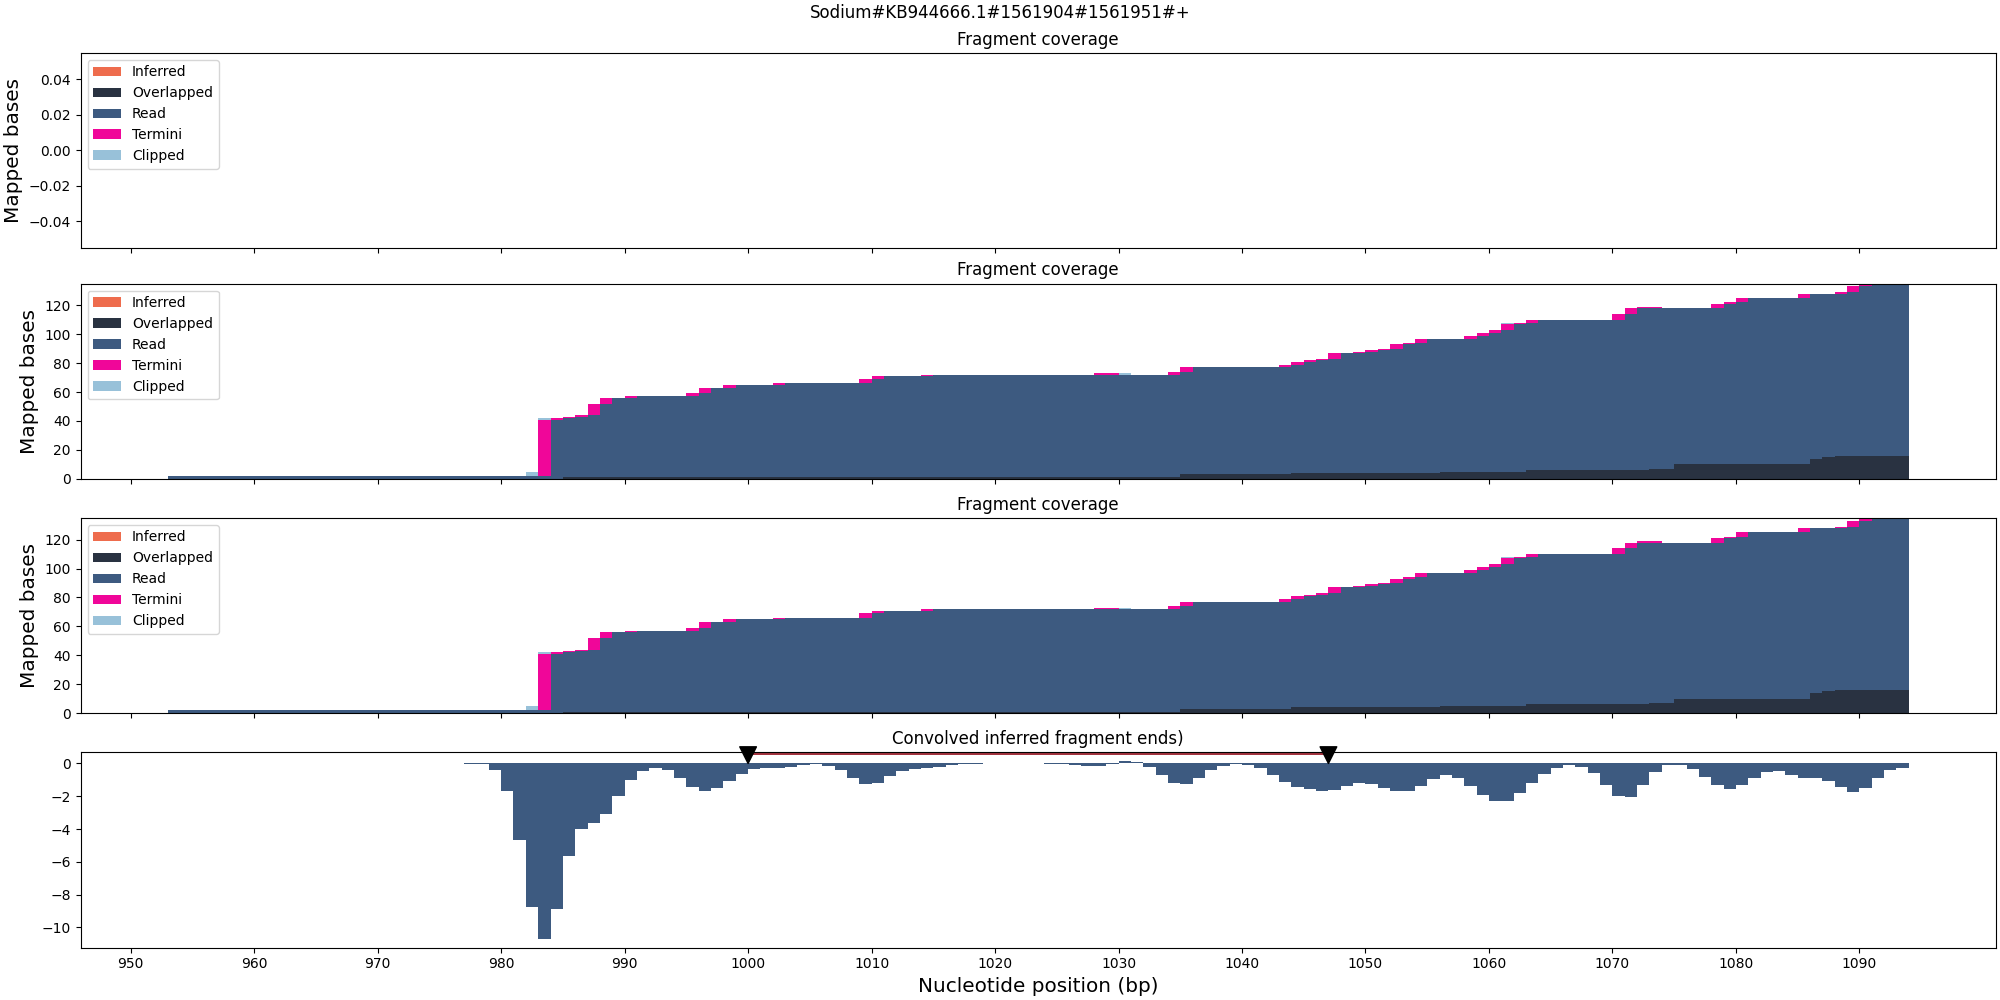 Sodium#KB944666.1#1561904#1561951#+
Fragment coverage
Mapped bases
0.04
0.02
0.00
−0.02
−0.04
Inferred
Overlapped
Read
Termini
Clipped
Fragment coverage
Mapped bases
120
100
80
60
40
20
0
Inferred
Overlapped
Read
Termini
Clipped
Fragment coverage
Mapped bases
120
100
80
60
40
20
0
Inferred
Overlapped
Read
Termini
Clipped
Convolved inferred fragment ends)
0
−2
−4
−6
−8
−10
950 960 970 980 990 1000 1010 1020 1030 1040 1050 1060 1070 1080 1090
Nucleotide position (bp)